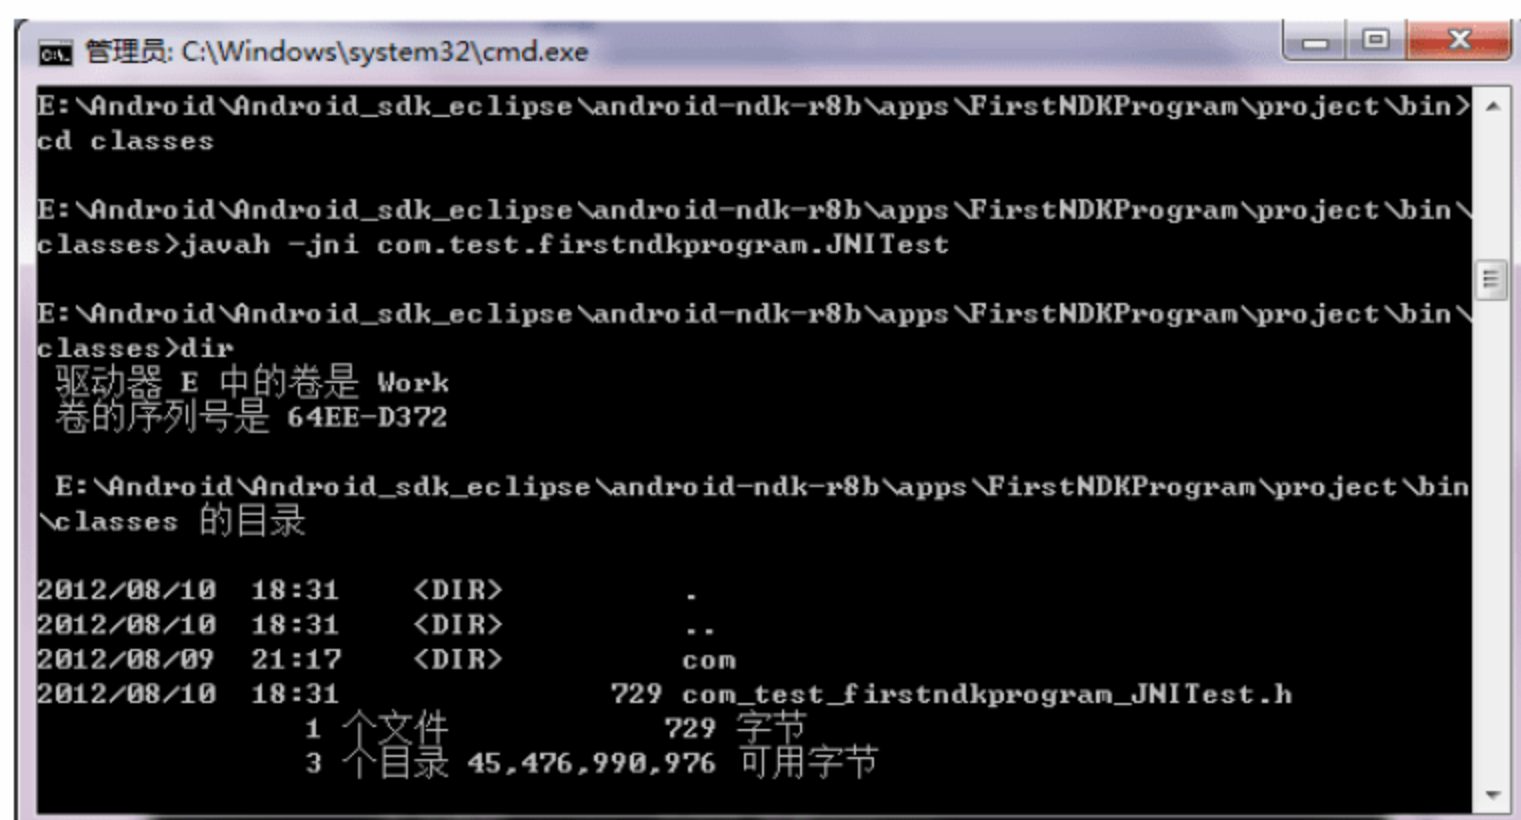 管理员: C:\Windows\system32\cmd.exe
E:\Android\Android_sdk_eclipse\android-ndk-r8b\apps\FirstNDKProgram\project\bin>
cd classes
E:\Android\Android_sdk_eclipse\android-ndk-r8b\apps\FirstNDKProgram\project\bin\
classes>javah -jni com.test.firstndkprogram.JNITest
E:\Android\Android_sdk_eclipse\android-ndk-r8b\apps\FirstNDKProgram\project\bin\
classes>dir
驱动器 E 中的卷是 Work
卷的序列号是 64EE-D372
E:\Android\Android_sdk_eclipse\android-ndk-r8b\apps\FirstNDKProgram\project\bin
\classes 的目录
2012/08/10  18:31    <DIR>          .
2012/08/10  18:31    <DIR>          ..
2012/08/09  21:17    <DIR>          com
2012/08/10  18:31               729 com_test_firstndkprogram_JNITest.h
1 个文件            729 字节
3 个目录 45,476,990,976 可用字节